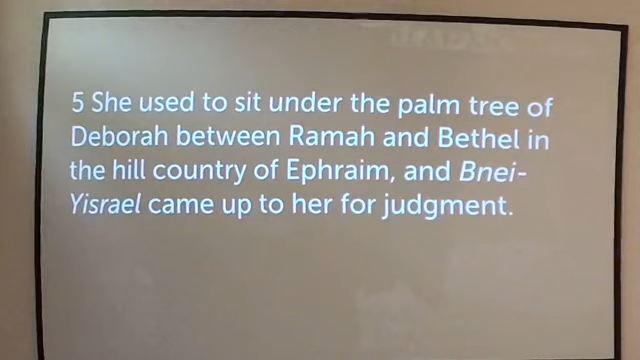 5 She used to sit under the palm tree of
Deborah between Ramah and Bethel in
the hill country of Ephraim, and Bnei-
Yisrael came up to her for judgment.